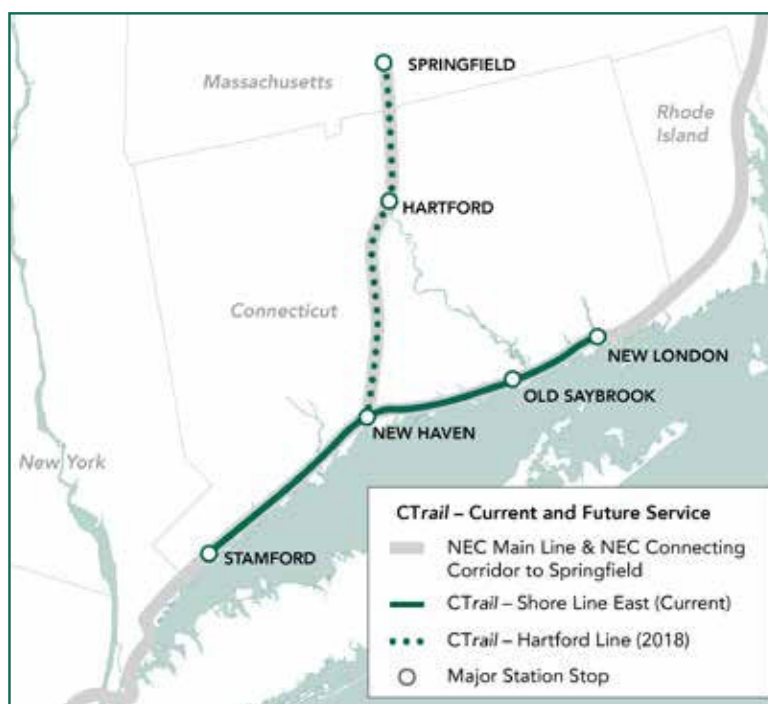 SPRINGFIELD
Massachusetts
Rhode
Island
HARTFORD
Connecticut
NEW LONDON
OLD SAYBROOK
NEW HAVEN
New York
STAMFORD
CTrail – Current and Future Service
NEC Main Line & NEC Connecting
Corridor to Springfield
CTrail – Shore Line East (Current)
CTrail – Hartford Line (2018)
Major Station Stop